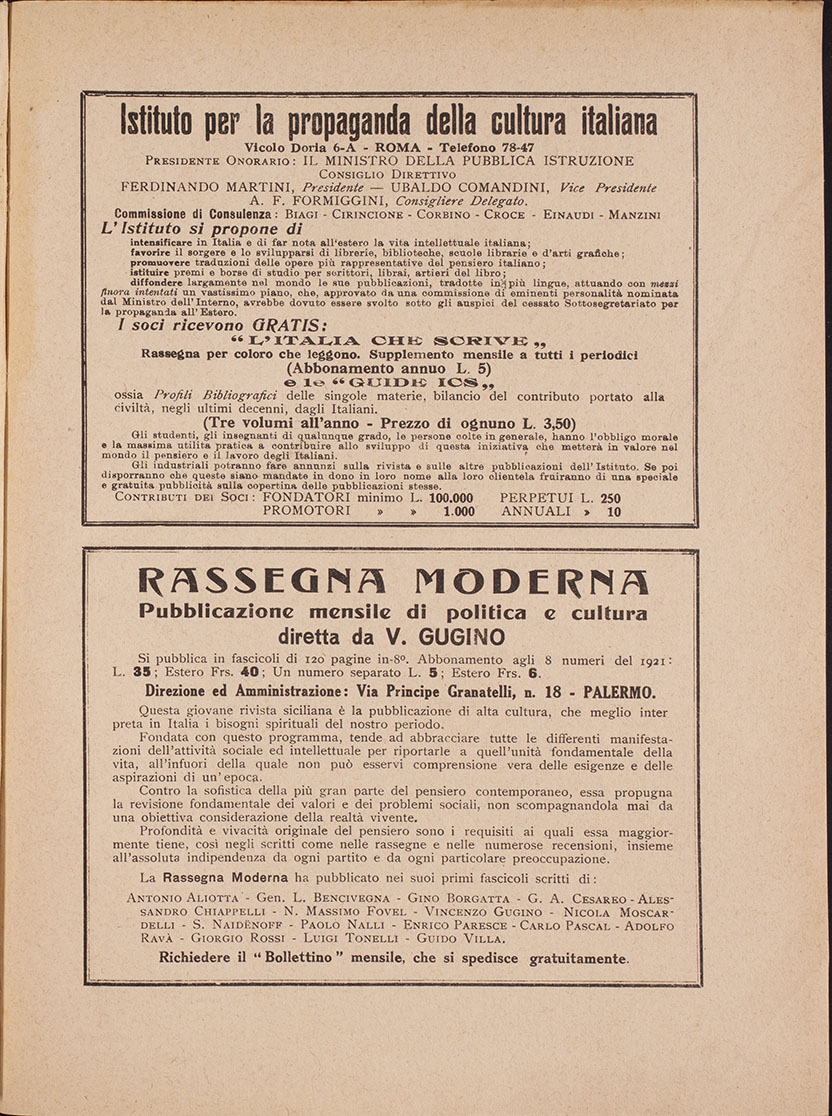 Istituto per la propaganda della cultura italiana
Vicolo Doria 6-A - ROMA - Telefono 78-47
PRESIDENTE ONORARIO: IL MINISTRO DELLA PUBBLICA ISTRUZIONE
CONSIGLIO DIRETTIVO
FERDINANDO MARTINI, Presidente — UBALDO COMANDINI, Vice Presidente
A. F. FORMIGGINI, Consigliere Delegato.
Commissione di Consulenza: BIAGI - CIRINCIONE - CORBINO - CROCE - EINAUDI - MANZINI
L'Istituto si propone di
intensificare in Italia e di far nota all'estero la vita intellettuale italiana;
favorire il sorgere e lo svilupparsi di librerie, biblioteche, scuole librarie e d'arti grafiche;
promuovere traduzioni delle opere più rappresentative del pensiero italiano;
istituire premi e borse di studio per scrittori, librai, artieri del libro;
diffondere largamente nel mondo le sue pubblicazioni, tradotte in più lingue, attuando con mezzi
finora intentati un vastissimo piano, che, approvato da una commissione di eminenti personalità nominata
dal Ministro dell'Interno, avrebbe dovuto essere svolto sotto gli auspici del cessato Sottosegretariato per
la propaganda all'Estero.
I soci ricevono GRATIS:
“ L'ITALIA CHE SCRIVE „
Rassegna per coloro che leggono. Supplemento mensile a tutti i periodici
(Abbonamento annuo L. 5)
e le “GUIDE ICS„
ossia Profili Bibliografici delle singole materie, bilancio del contributo portato alla
civiltà, negli ultimi decenni, dagli Italiani.
(Tre volumi all'anno - Prezzo di ognuno L. 3,50)
Gli studenti, gli insegnanti di qualunque grado, le persone colte in generale, hanno l'obbligo morale
e la massima utilità pratica a contribuire allo sviluppo di questa iniziativa che metterà in valore nel
mondo il pensiero e il lavoro degli Italiani.
Gli industriali potranno fare annunzi sulla rivista e sulle altre pubblicazioni dell'Istituto. Se poi
disporranno che queste siano mandate in dono in loro nome alla loro clientela fruiranno di una speciale
e gratuita pubblicità sulla copertina delle pubblicazioni stesse.
CONTRIBUTI DEI SOCI: FONDATORI minimo L. 100.000 PERPETUI L. 250
PROMOTORI » » 1.000 ANNUALI » 10
RASSEGNA MODERNA
Pubblicazione mensile di politica e cultura
diretta da V. GUGINO
Si pubblica in fascicoli di 120 pagine in-8º. Abbonamento agli 8 numeri del 1921:
L. 35; Estero Frs. 40; Un numero separato L. 5; Estero Frs. 6.
Direzione ed Amministrazione: Via Principe Granatelli, n. 18 - PALERMO.
Questa giovane rivista siciliana è la pubblicazione di alta cultura, che meglio inter
preta in Italia i bisogni spirituali del nostro periodo.
Fondata con questo programma, tende ad abbracciare tutte le differenti manifesta-
zioni dell'attività sociale ed intellettuale per riportarle a quell'unità fondamentale della
vita, all'infuori della quale non può esservi comprensione vera delle esigenze e delle
aspirazioni di un'epoca.
Contro la sofistica della più gran parte del pensiero contemporaneo, essa propugna
la revisione fondamentale dei valori e dei problemi sociali, non scompagnandola mai da
una obiettiva considerazione della realtà vivente.
Profondità e vivacità originale del pensiero sono i requisiti ai quali essa maggior-
mente tiene, così negli scritti come nelle rassegne e nelle numerose recensioni, insieme
all'assoluta indipendenza da ogni partito e da ogni particolare preoccupazione.
La Rassegna Moderna ha pubblicato nei suoi primi fascicoli scritti di:
ANTONIO ALIOTTA - Gen. L. BENCIVEGNA - GINO BORGATTA - G. A. CESAREO - ALES-
SANDRO CHIAPPELLI - N. MASSIMO FOVEL - VINCENZO GUGINO - NICOLA MOSCAR-
DELLI - S. NAIDËNOFF - PAOLO NALLI - ENRICO PARESCE - CARLO PASCAL - ADOLFO
RAVÀ - GIORGIO ROSSI - LUIGI TONELLI - GUIDO VILLA.
Richiedere il “ Bollettino ” mensile, che si spedisce gratuitamente.